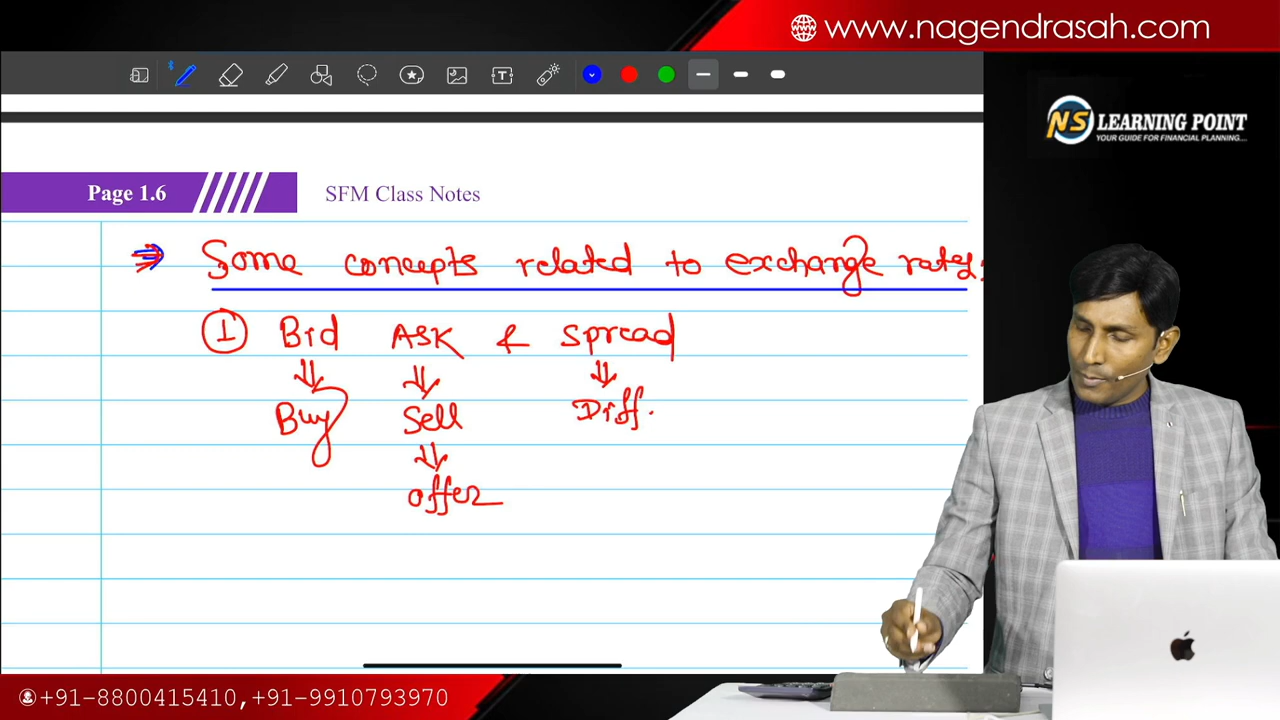 www.nagendrasah.com
NS LEARNING POINT
YOUR GUIDE FOR FINANCIAL PLANNING....
Page 1.6
SFM Class Notes
⇒ Some concepts related to exchange rates:
① Bid ASK & Spread
⇓ ⇓ ⇓
Buy Sell Diff.
⇓
offer
+91-8800415410,+91-9910793970